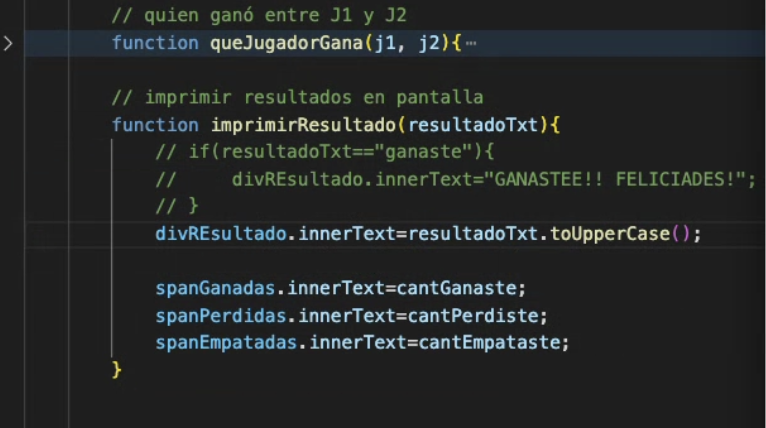 // quien ganó entre J1 y J2
function queJugadorGana(j1, j2){⋯
// imprimir resultados en pantalla
function imprimirResultado(resultadoTxt){
// if(resultadoTxt=="ganaste"){
//     divREsultado.innerText="GANASTEE!! FELICIADES!";
// }
divREsultado.innerText=resultadoTxt.toUpperCase();
spanGanadas.innerText=cantGanaste;
spanPerdidas.innerText=cantPerdiste;
spanEmpatadas.innerText=cantEmpataste;
}